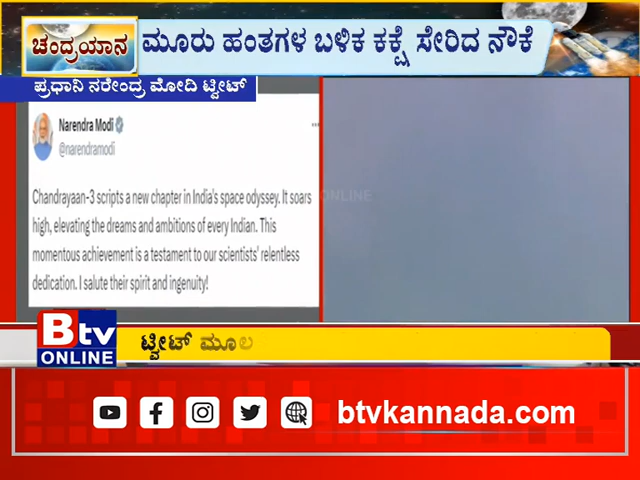 ಚಂದ್ರಯಾನ
ಮೂರು ಹಂತಗಳ ಬಳಿಕ ಕಕ್ಷೆ ಸೇರಿದ ನೌಕೆ
ಪ್ರಧಾನಿ ನರೇಂದ್ರ ಮೋದಿ ಟ್ವೀಟ್
Narendra Modi
@narendramodi
Chandrayaan-3 scripts a new chapter in India's space odyssey. It soars
high, elevating the dreams and ambitions of every Indian. This
momentous achievement is a testament to our scientists' relentless
dedication. I salute their spirit and ingenuity!
ONLINE
Btv
ONLINE
ಟ್ವೀಟ್ ಮೂಲ
btvkannada.com